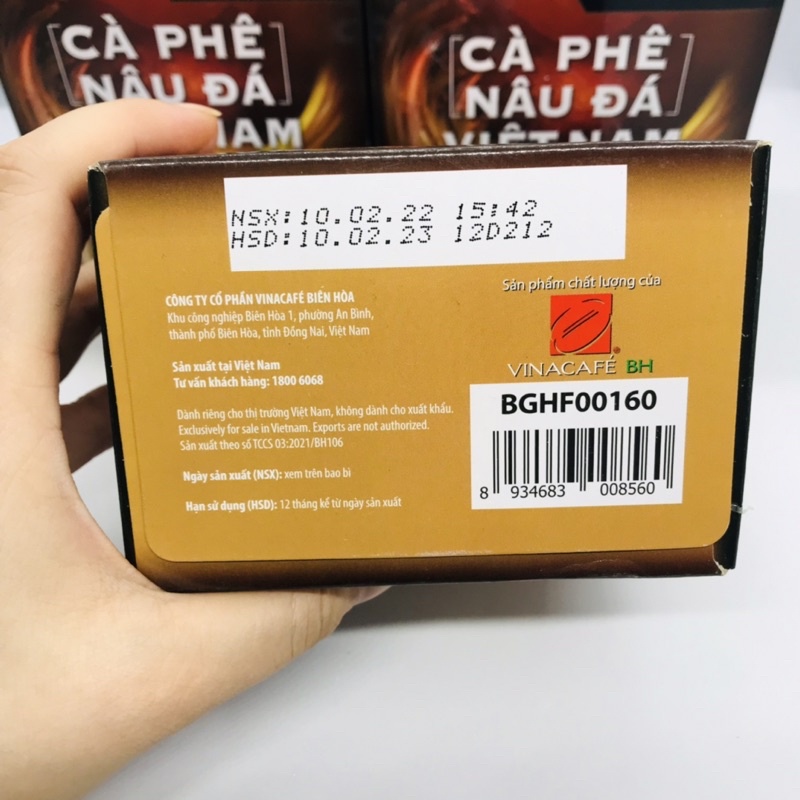 CÀ PHÊ
NÂU ĐÁ
NAM
CÀ PHÊ
NÂU ĐÁ
VIỆT NAM
NSX:10.02.22 15:42
HSD:10.02.23 12D212
CÔNG TY CỔ PHẦN VINACAFÉ BIÊN HÒA
Khu công nghiệp Biên Hòa 1, phường An Bình,
thành phố Biên Hòa, tỉnh Đồng Nai, Việt Nam
Sản xuất tại Việt Nam
Tư vấn khách hàng: 1800 6068
Dành riêng cho thị trường Việt Nam, không dành cho xuất khẩu.
Exclusively for sale in Vietnam. Exports are not authorized.
Sản xuất theo số TCCS 03:2021/BH106
Ngày sản xuất (NSX): xem trên bao bì
Hạn sử dụng (HSD): 12 tháng kể từ ngày sản xuất
Sản phẩm chất lượng của
VINACAFÉ BH
BGHF00160
8 934683 008560